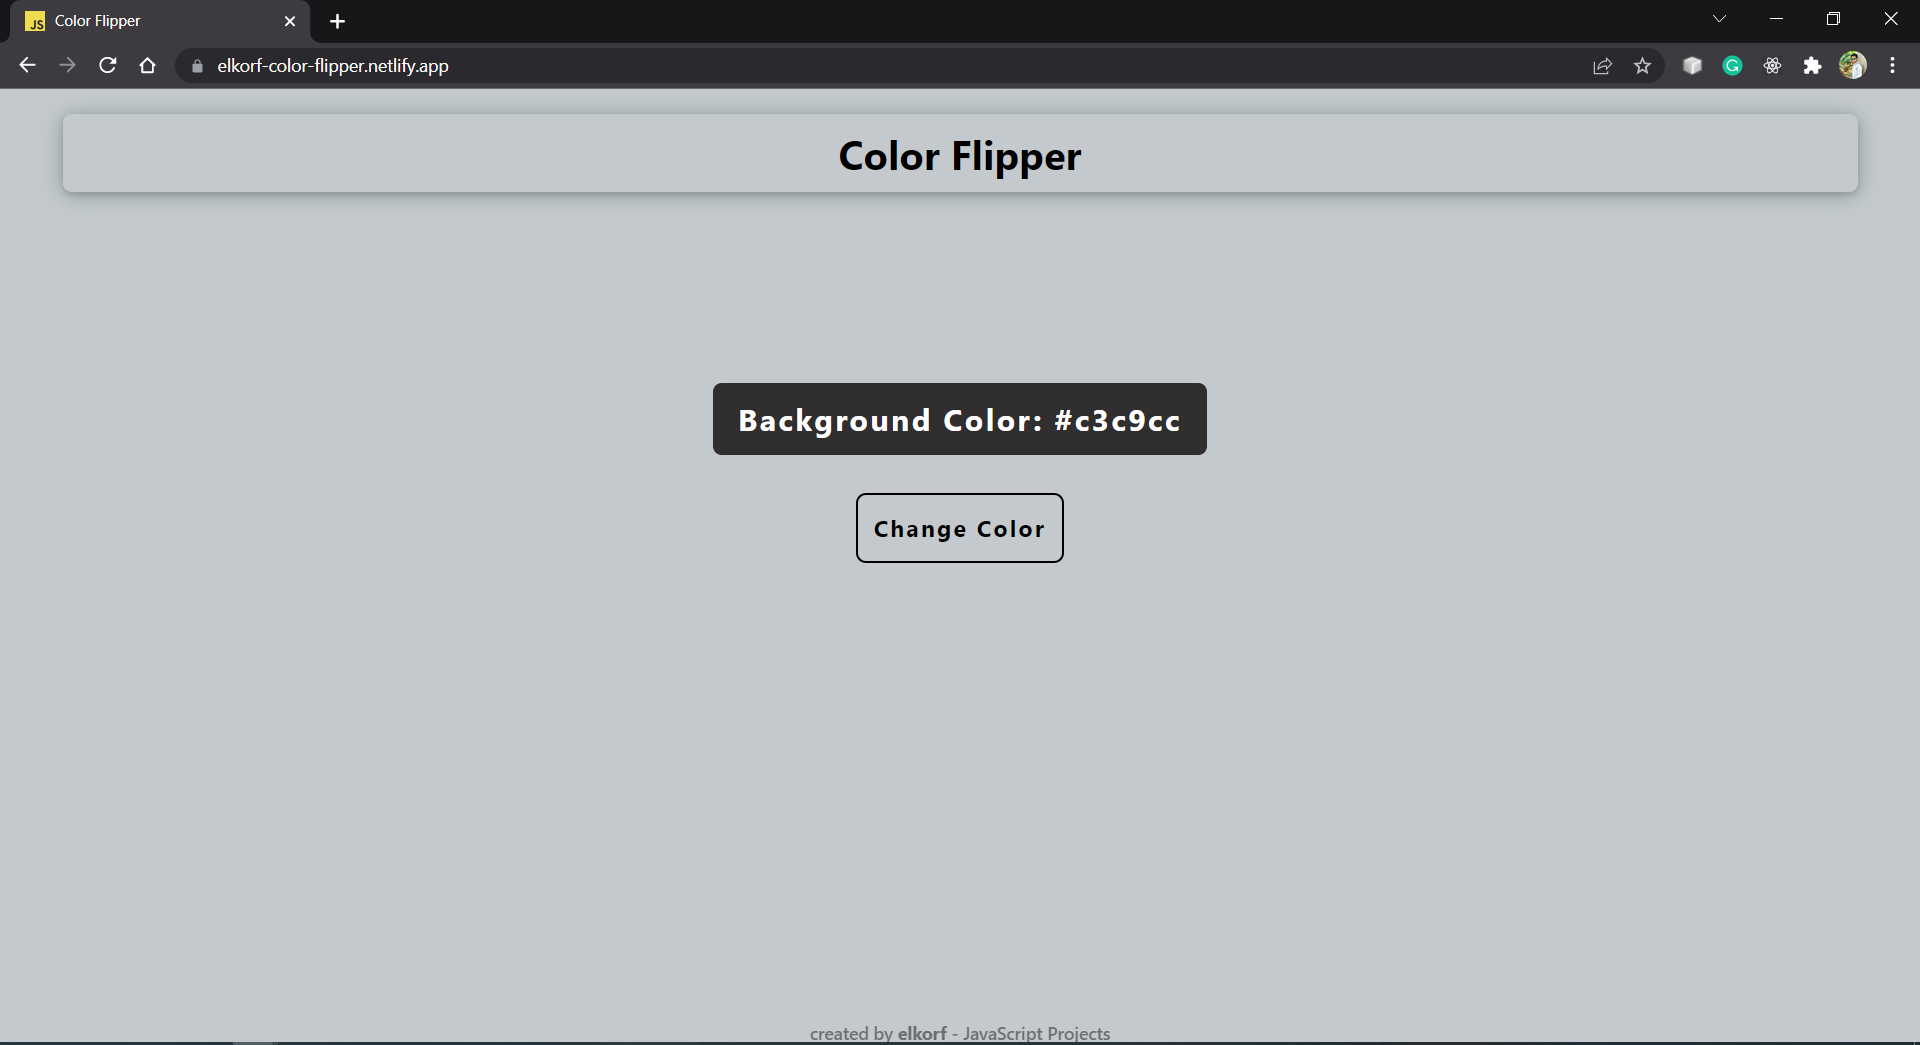 JS Color Flipper
elkorf-color-flipper.netlify.app
Color Flipper
Background Color: #c3c9cc
Change Color
created by elkorf - JavaScript Projects